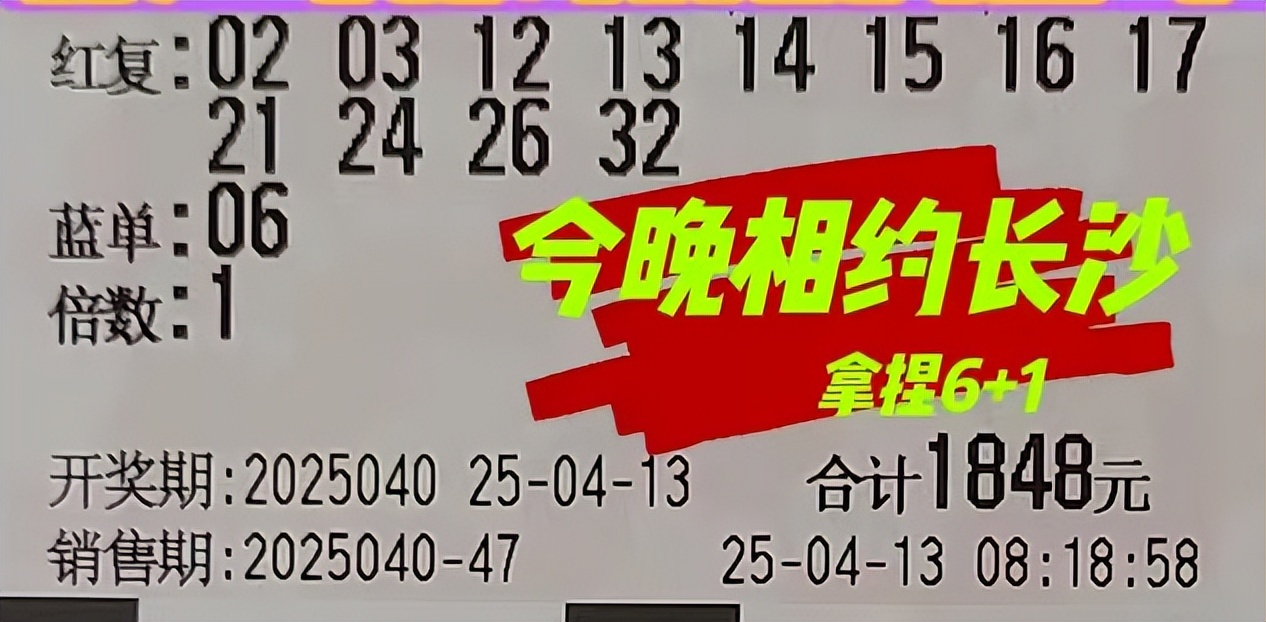 红复:02 03 12 13 14 15 16 17
21 24 26 32
蓝单:06
倍数:1
今晚相约长沙
拿捏6+1
开奖期:2025040 25-04-13 合计1848元
销售期:2025040-47 25-04-13 08:18:58